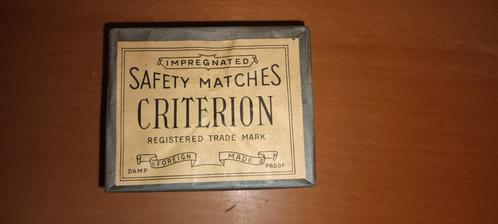 IMPREGNATED
SAFETY MATCHES
CRITERION
REGISTERED TRADE MARK
FOREIGN MADE
DAMP PROOF